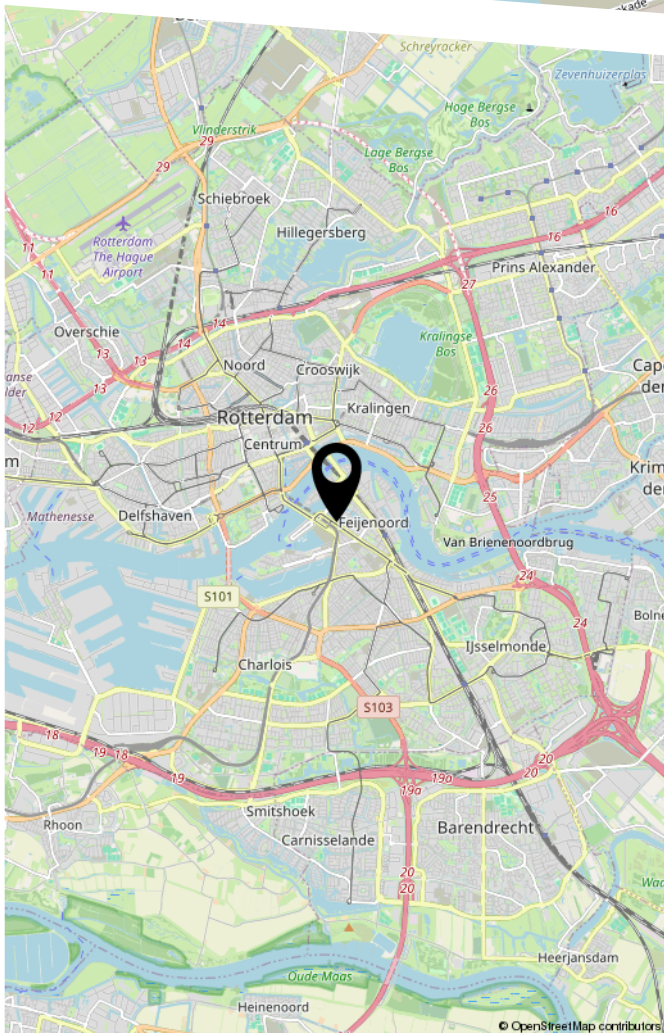 kade
Schreyracker
Zevenhuizerplas
Hoge Bergse
Bos
Vlinderstrik
29
29
Lage Bergse
Bos
Schiebroek
16
16
Hillegersberg
11
11
Rotterdam
The Hague
Airport
Prins Alexander
27
14
14
Overschie
13
13
13
Kralingse
Bos
Noord
Crooswijk
26
12
12
Kralingen
Rotterdam
26
Centrum
25
Mathenesse
Delfshaven
Feijenoord
Van Brienenoordbrug
24
S101
24
IJsselmonde
Charlois
S103
18
19
18
19
19a
19a
20
20
Smitshoek
Rhoon
Carnisselande
Barendrecht
20
20
Heerjansdam
Oude Maas
Heinenoord
© OpenStreetMap contributors